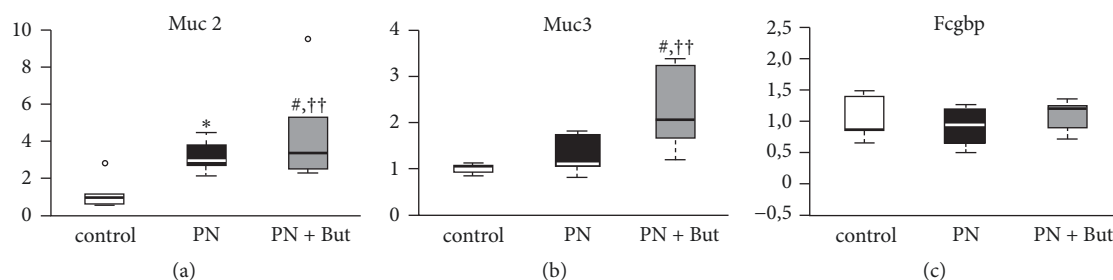 Muc 2
10
8
6
4
2
0
*
#,††
control
PN
PN + But
(a)
Muc3
4
3
2
1
0
#,††
control
PN
PN + But
(b)
Fcgbp
2,5
2,0
1,5
1,0
0,5
0
−0,5
control
PN
PN + But
(c)